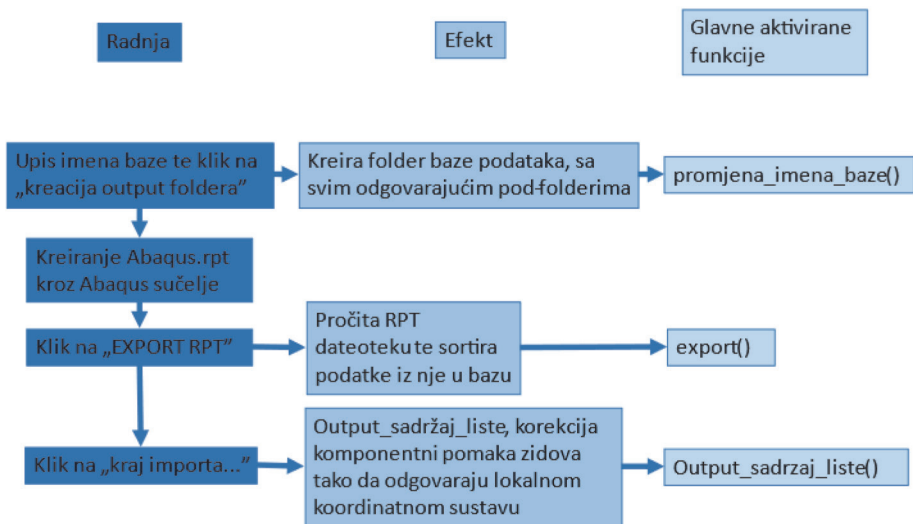 Radnja
Efekt
Glavne aktivirane
funkcije
Upis imena baze te klik na
„kreacija output foldera”
Kreira folder baze podataka, sa
svim odgovarajućim pod-folderima
promjena_imena_baze()
Kreiranje Abaqus.rpt
kroz Abaqus sučelje
Klik na „EXPORT RPT”
Pročita RPT
dateoteku te sortira
podatke iz nje u bazu
export()
Klik na „kraj importa...”
Output_sadržaj_liste, korekcija
komponentni pomaka zidova
tako da odgovaraju lokalnom
koordinatnom sustavu
Output_sadrzaj_liste()